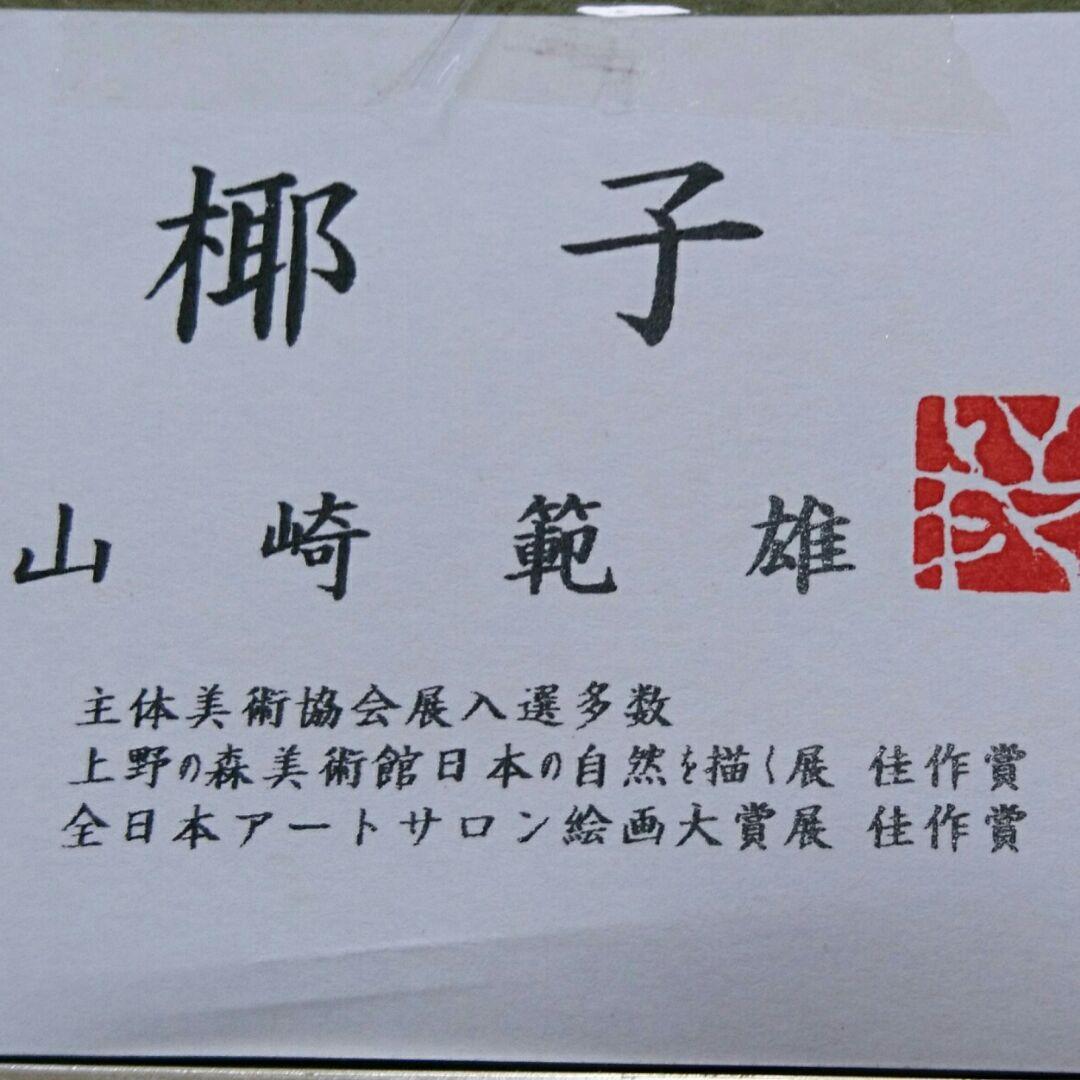 椰子
山崎範雄
主体美術協会展入選多数
上野の森美術館日本の自然を描く展 佳作賞
全日本アートサロン絵画大賞展 佳作賞